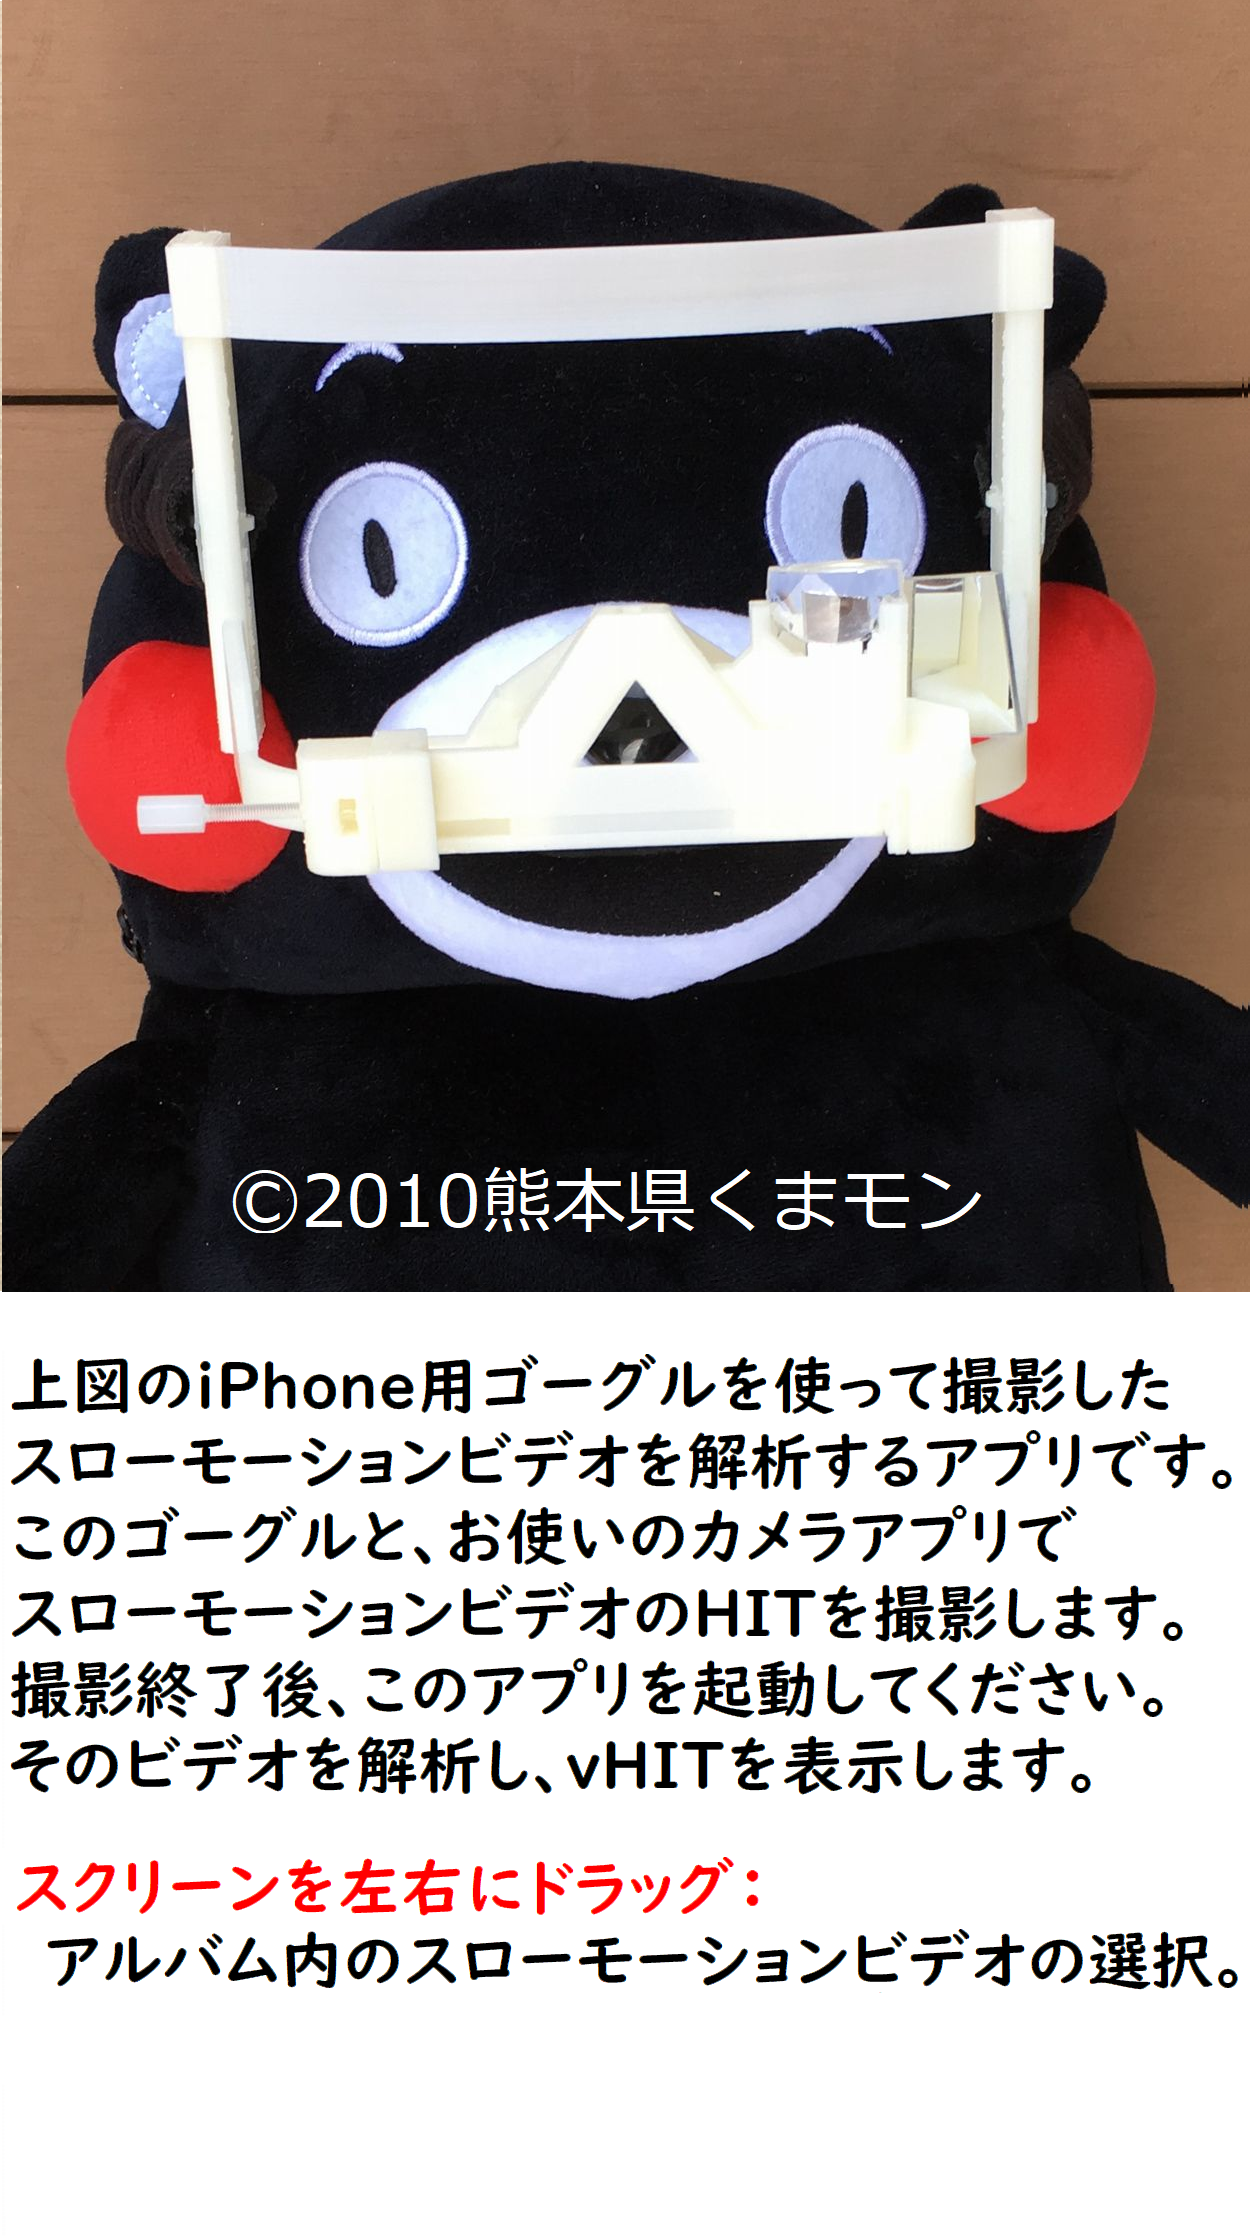 ©2010熊本県くまモン
上図のiPhone用ゴーグルを使って撮影した
スローモーションビデオを解析するアプリです。
このゴーグルと、お使いのカメラアプリで
スローモーションビデオのHITを撮影します。
撮影終了後、このアプリを起動してください。
そのビデオを解析し、vHITを表示します。
スクリーンを左右にドラッグ：
アルバム内のスローモーションビデオの選択。